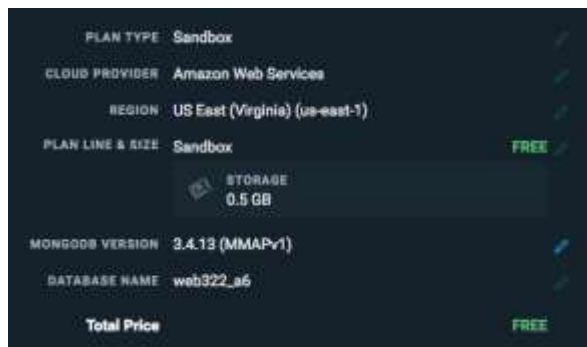 PLAN TYPE Sandbox
CLOUD PROVIDER Amazon Web Services
REGION US East (Virginia) (us-east-1)
PLAN LINE & SIZE Sandbox FREE
STORAGE
0.5 GB
MONGODB VERSION 3.4.13 (MMAPv1)
DATABASE NAME web322_a6
Total Price FREE